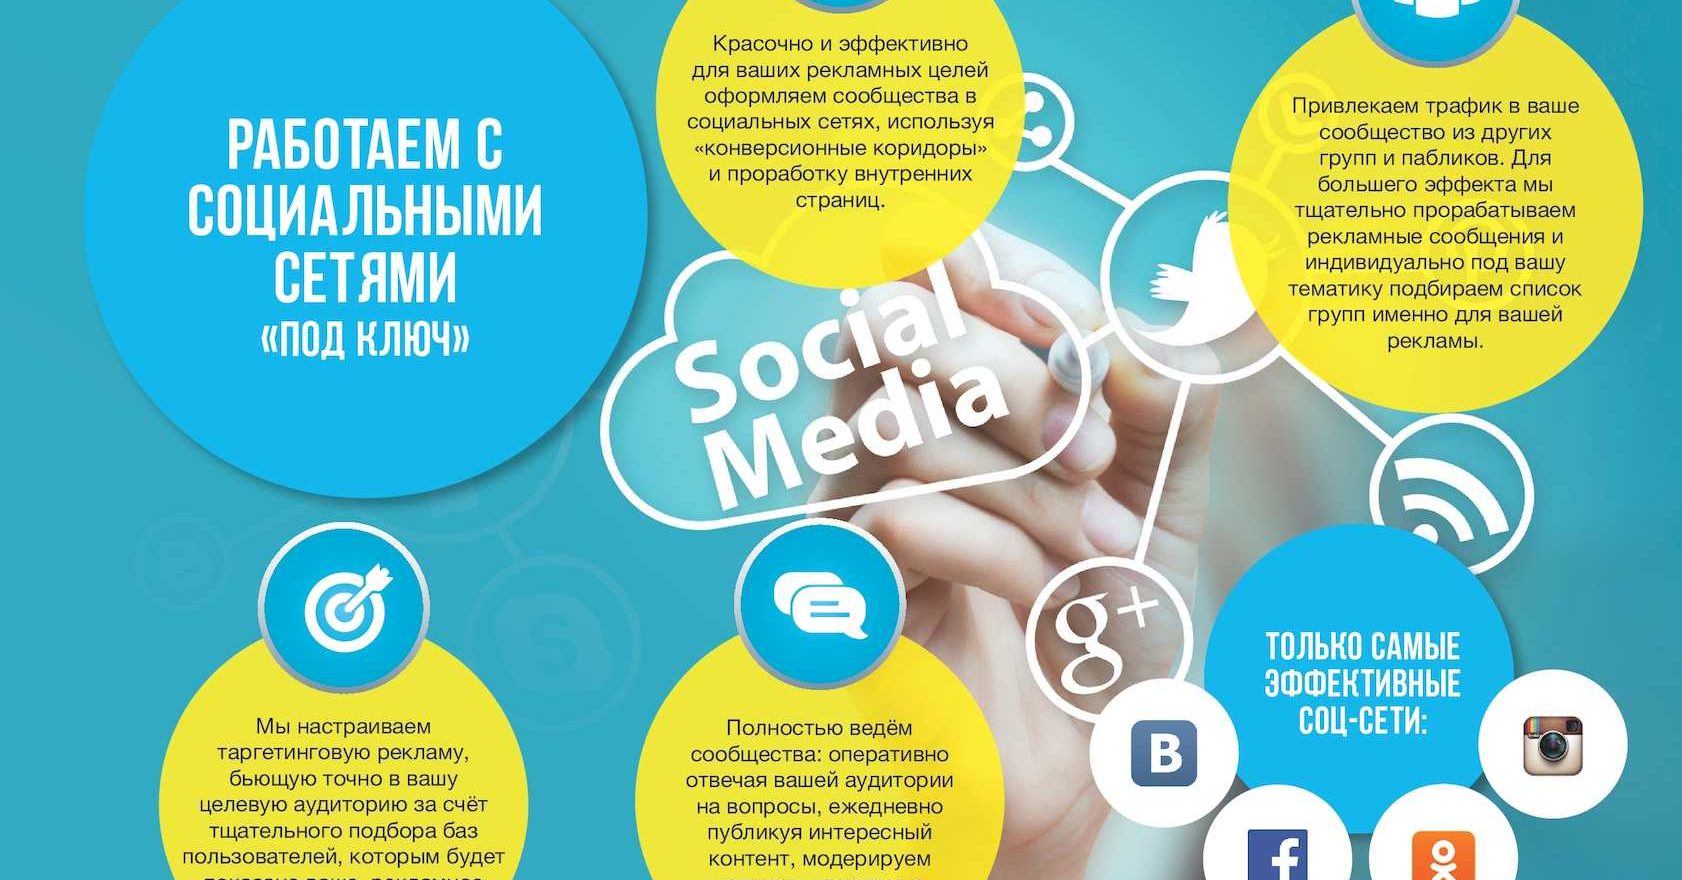 РАБОТАЕМ С
СОЦИАЛЬНЫМИ
СЕТЯМИ
«ПОД КЛЮЧ»
Красочно и эффективно
для ваших рекламных целей
оформляем сообщества в
социальных сетях, используя
«конверсионные коридоры»
и проработку внутренних
страниц.
Привлекаем трафик в ваше
сообщество из других
групп и пабликов. Для
большего эффекта мы
тщательно прорабатываем
рекламные сообщения и
индивидуально под вашу
тематику подбираем список
групп именно для вашей
рекламы.
Social
Media
g+
Мы настраиваем
таргетинговую рекламу,
бьющую точно в вашу
целевую аудиторию за счёт
тщательного подбора баз
пользователей, которым будет
Полностью ведём
сообщества: оперативно
отвечая вашей аудитории
на вопросы, ежедневно
публикуя интересный
контент, модерируем
ТОЛЬКО САМЫЕ
ЭФФЕКТИВНЫЕ
СОЦ-СЕТИ:
В
f